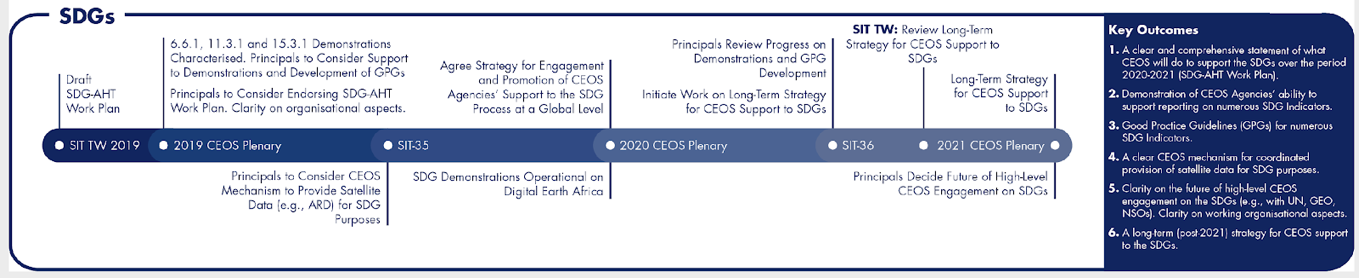 SDGs
Draft
SDG-AHT
Work Plan
6.6.1, 11.3.1 and 15.3.1 Demonstrations
Characterised. Principals to Consider Support
to Demonstrations and Development of GPGs
Principals to Consider Endorsing SDG-AHT
Work Plan. Clarity on organisational aspects.
Agree Strategy for Engagement
and Promotion of CEOS
Agencies' Support to the SDG
Process at a Global Level
Principals Review Progress on
Demonstrations and GPG
Development
Initiate Work on Long-Term Strategy
for CEOS Support to SDGs
SIT TW: Review Long-Term
Strategy for CEOS Support to
SDGs
Long-Term Strategy
for CEOS Support
to SDGs
SIT TW 2019
2019 CEOS Plenary
SIT-35
2020 CEOS Plenary
SIT-36
2021 CEOS Plenary
Principals to Consider CEOS
Mechanism to Provide Satellite
Data (e.g., ARD) for SDG
Purposes
SDG Demonstrations Operational on
Digital Earth Africa
Principals Decide Future of High-Level
CEOS Engagement on SDGs
Key Outcomes
1. A clear and comprehensive statement of what
CEOS will do to support the SDGs over the period
2020-2021 (SDG-AHT Work Plan).
2. Demonstration of CEOS Agencies' ability to
support reporting on numerous SDG Indicators.
3. Good Practice Guidelines (GPGs) for numerous
SDG Indicators.
4. A clear CEOS mechanism for coordinated
provision of satellite data for SDG purposes.
5. Clarity on the future of high-level CEOS
engagement on the SDGs (e.g., with UN, GEO,
NSOs). Clarity on working organisational aspects.
6. A long-term (post-2021) strategy for CEOS support
to the SDGs.